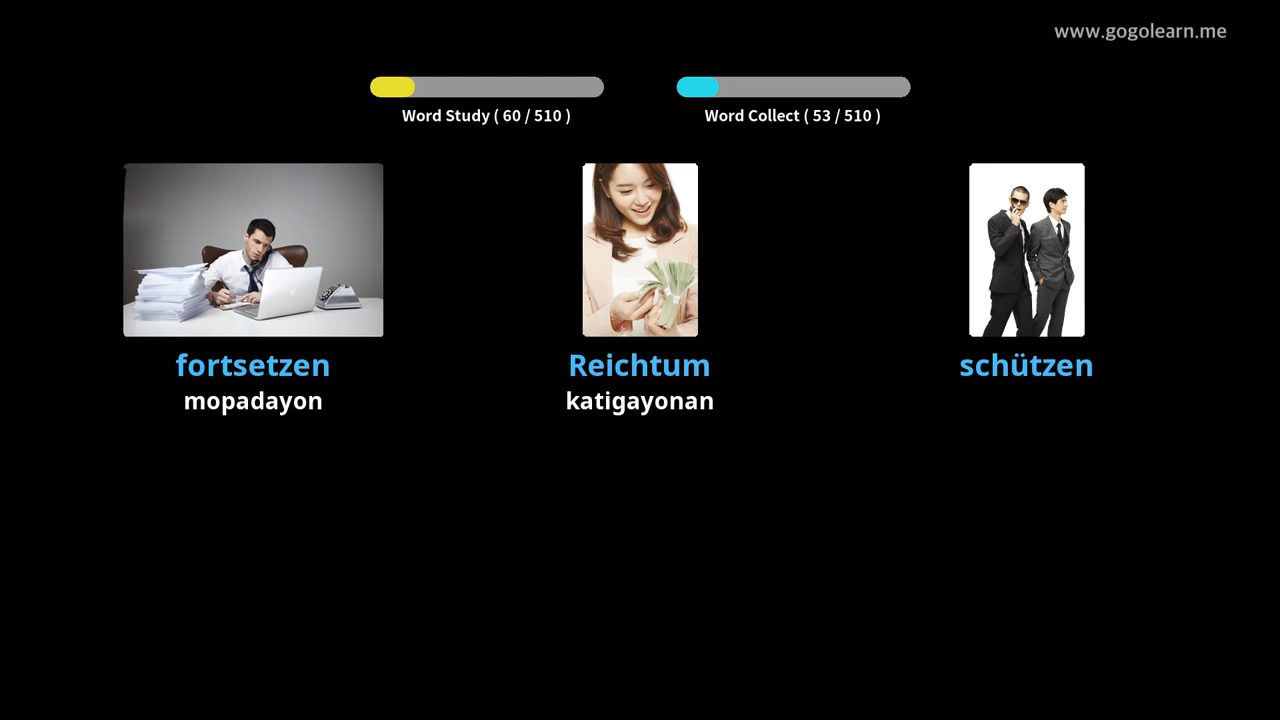 www.gogolearn.me
Word Study ( 60 / 510 )
Word Collect ( 53 / 510 )
fortsetzen
mopadayon
Reichtum
katigayonan
schützen